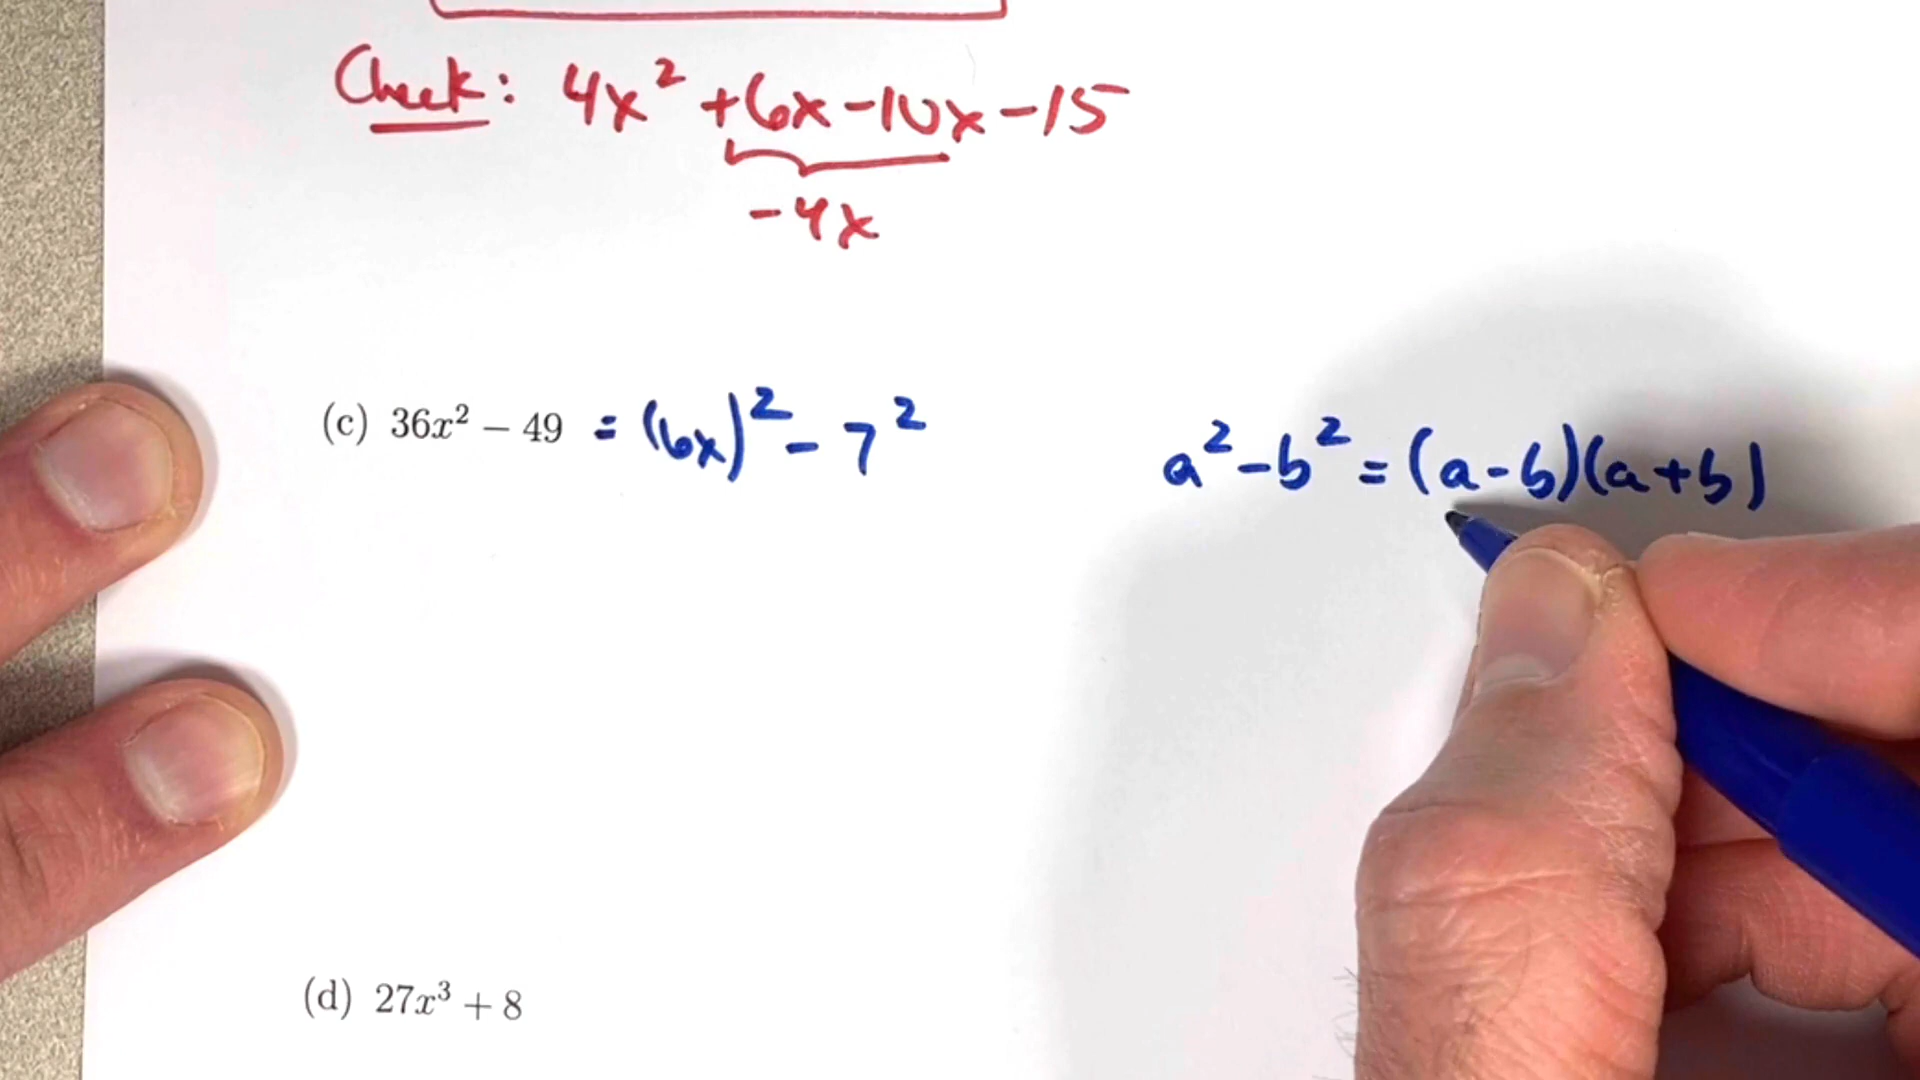 Check: 4x² + 6x - 10x - 15
-4x
(c) 36x² − 49 = (6x)² - 7²
a² - b² = (a - b)(a + b)
(d) 27x³ + 8